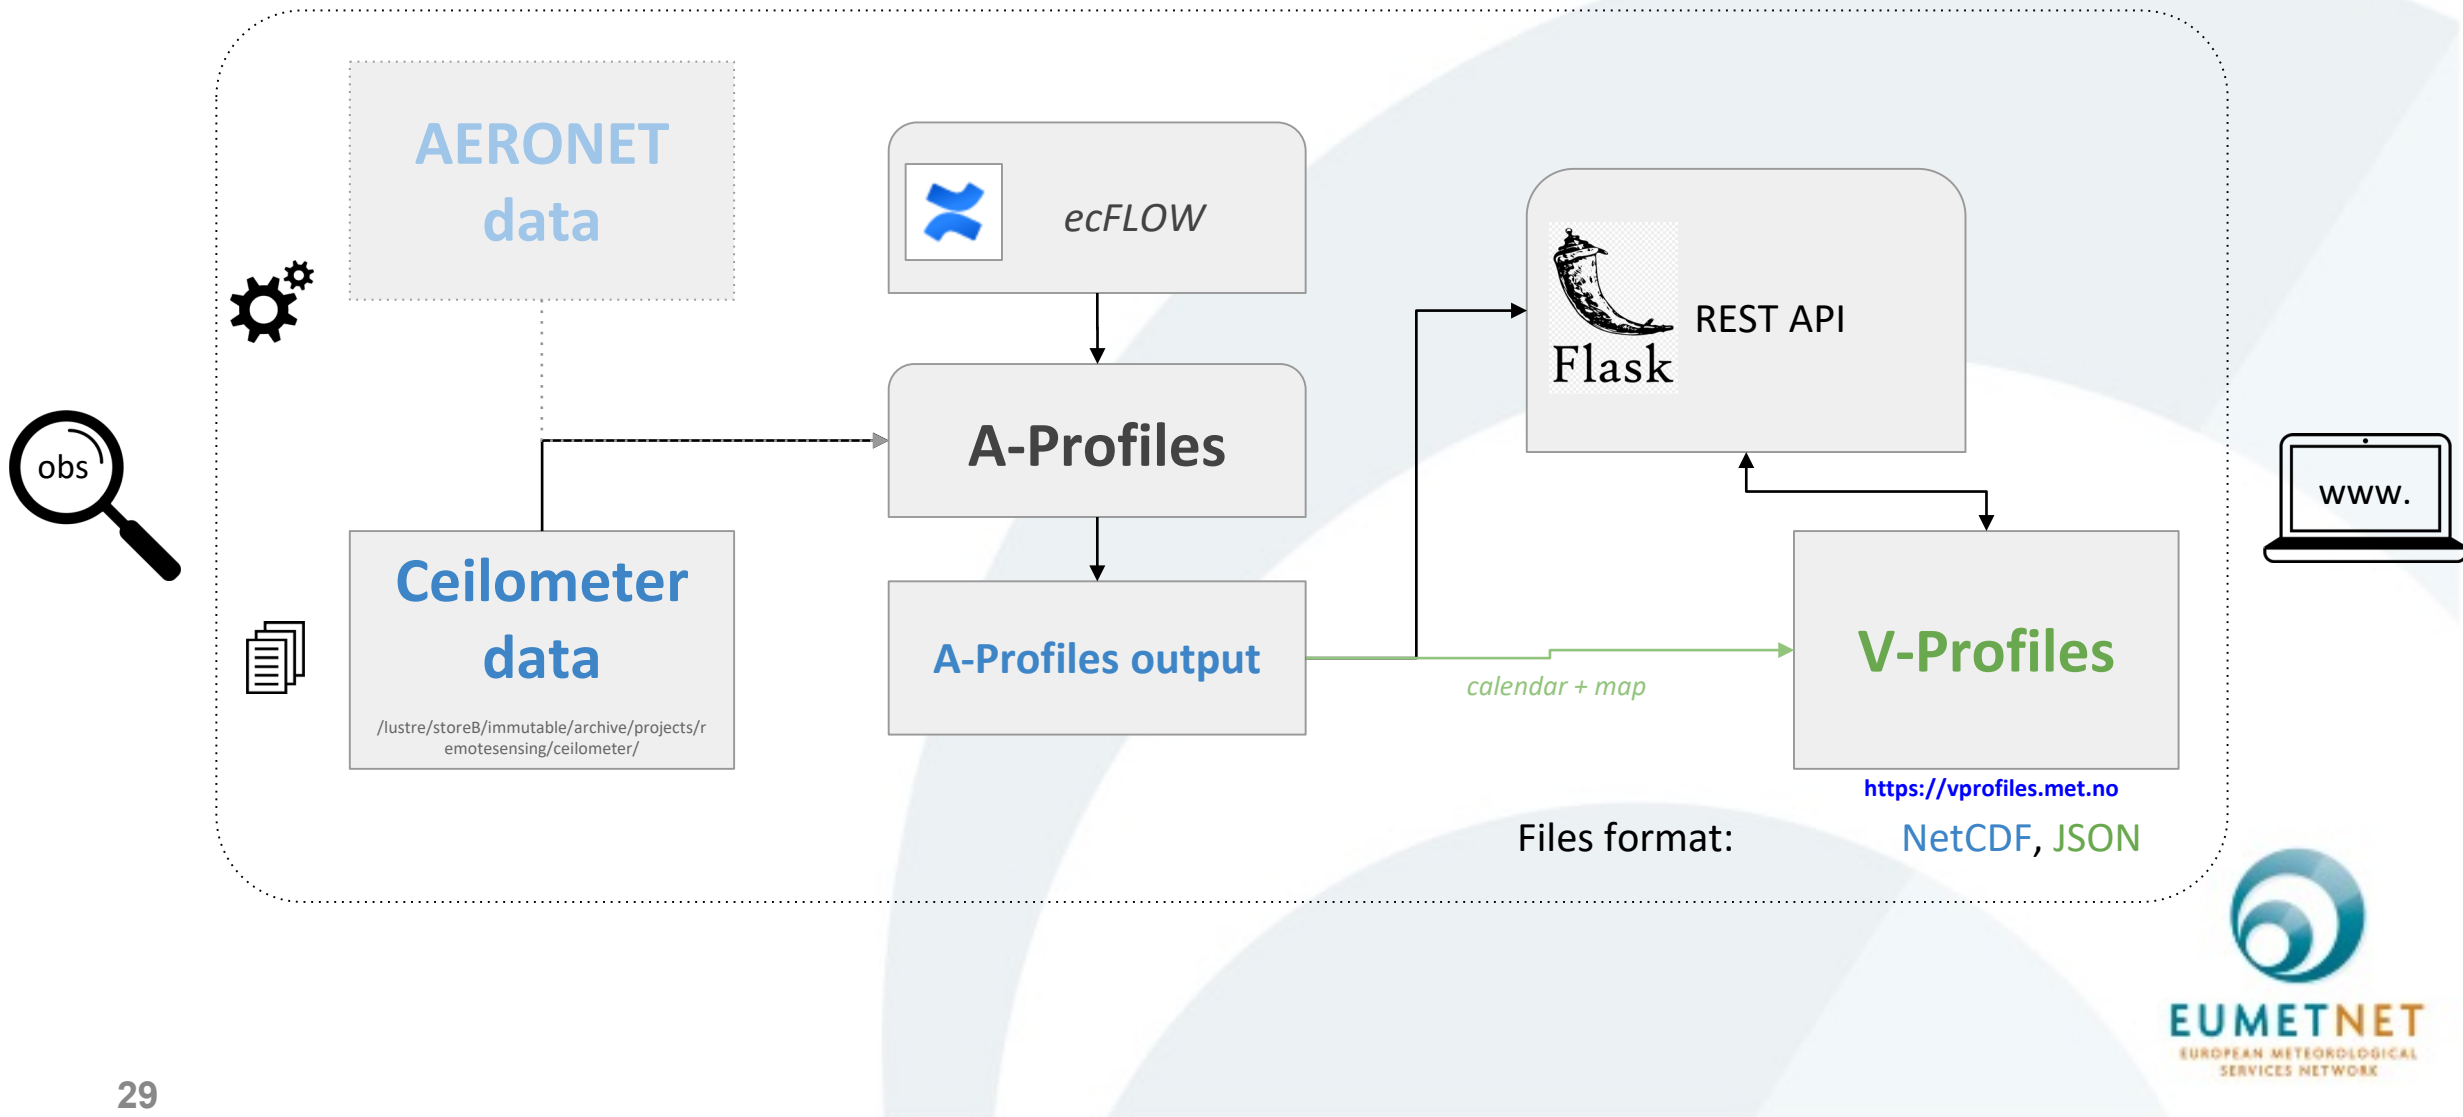 AERONET
data
ecFLOW
Flask
REST API
obs
A-Profiles
www.
Ceilometer
data
/lustre/storeB/immutable/archive/projects/r
emotesensing/ceilometer/
A-Profiles output
calendar + map
V-Profiles
https://vprofiles.met.no
Files format: NetCDF, JSON
EUMETNET
EUROPEAN METEOROLOGICAL
SERVICES NETWORK
29